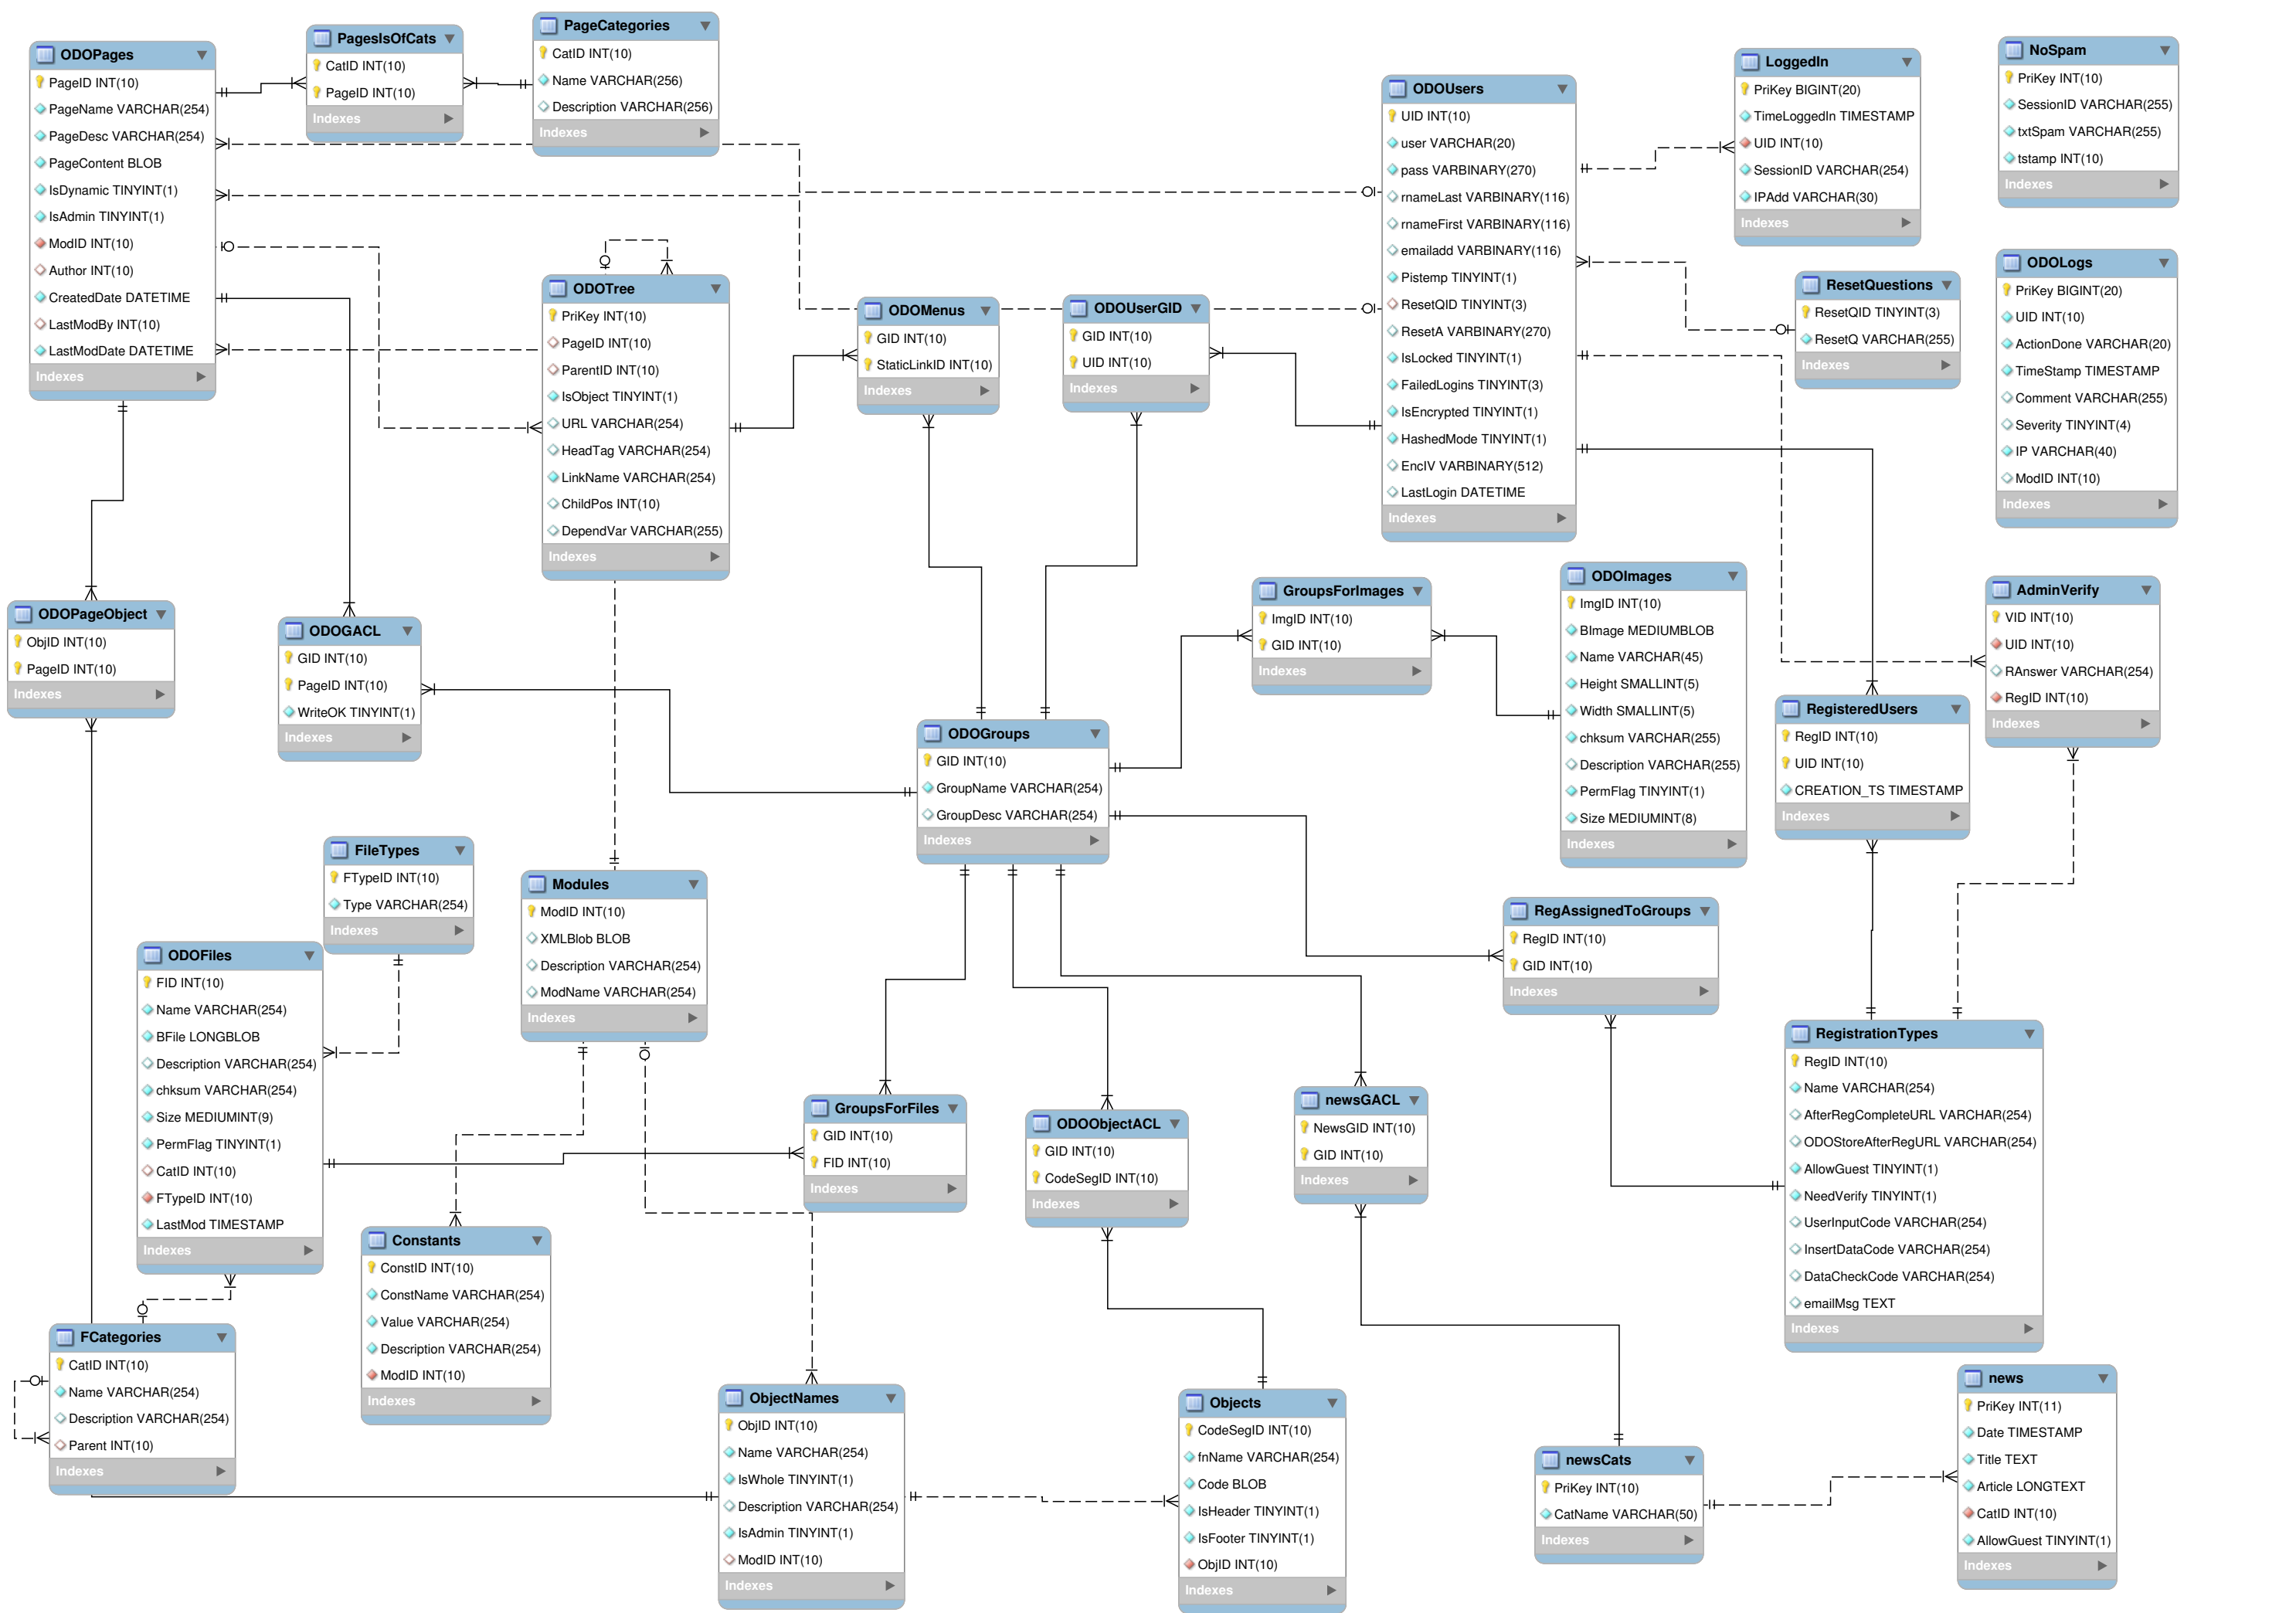 ODOPages
PageID INT(10)
PageName VARCHAR(254)
PageDesc VARCHAR(254)
PageContent BLOB
IsDynamic TINYINT(1)
IsAdmin TINYINT(1)
ModID INT(10)
Author INT(10)
CreatedDate DATETIME
LastModBy INT(10)
LastModDate DATETIME
Indexes
PagesIsOfCats
CatID INT(10)
PageID INT(10)
Indexes
PageCategories
CatID INT(10)
Name VARCHAR(256)
Description VARCHAR(256)
Indexes
ODOUsers
UID INT(10)
user VARCHAR(20)
pass VARBINARY(270)
rnameLast VARBINARY(116)
rnameFirst VARBINARY(116)
emailadd VARBINARY(116)
Pistemp TINYINT(1)
ResetQID TINYINT(3)
ResetA VARBINARY(270)
IsLocked TINYINT(1)
FailedLogins TINYINT(3)
IsEncrypted TINYINT(1)
HashedMode TINYINT(1)
EncIV VARBINARY(512)
LastLogin DATETIME
Indexes
LoggedIn
PriKey BIGINT(20)
TimeLoggedIn TIMESTAMP
UID INT(10)
SessionID VARCHAR(254)
IPAdd VARCHAR(30)
Indexes
NoSpam
PriKey INT(10)
SessionID VARCHAR(255)
txtSpam VARCHAR(255)
tstamp INT(10)
Indexes
ODOTree
PriKey INT(10)
PageID INT(10)
ParentID INT(10)
IsObject TINYINT(1)
URL VARCHAR(254)
HeadTag VARCHAR(254)
LinkName VARCHAR(254)
ChildPos INT(10)
DependVar VARCHAR(255)
Indexes
ODOMenus
GID INT(10)
StaticLinkID INT(10)
Indexes
ODOUserGID
GID INT(10)
UID INT(10)
Indexes
ResetQuestions
ResetQID TINYINT(3)
ResetQ VARCHAR(255)
Indexes
ODOLogs
PriKey BIGINT(20)
UID INT(10)
ActionDone VARCHAR(20)
TimeStamp TIMESTAMP
Comment VARCHAR(255)
Severity TINYINT(4)
IP VARCHAR(40)
ModID INT(10)
Indexes
ODOPageObject
ObjID INT(10)
PageID INT(10)
Indexes
ODOGACL
GID INT(10)
PageID INT(10)
WriteOK TINYINT(1)
Indexes
ODOGroups
GID INT(10)
GroupName VARCHAR(254)
GroupDesc VARCHAR(254)
Indexes
GroupsForImages
ImgID INT(10)
GID INT(10)
Indexes
ODOImages
ImgID INT(10)
BImage MEDIUMBLOB
Name VARCHAR(45)
Height SMALLINT(5)
Width SMALLINT(5)
chksum VARCHAR(255)
Description VARCHAR(255)
PermFlag TINYINT(1)
Size MEDIUMINT(8)
Indexes
AdminVerify
VID INT(10)
UID INT(10)
RAnswer VARCHAR(254)
RegID INT(10)
Indexes
RegisteredUsers
RegID INT(10)
UID INT(10)
CREATION_TS TIMESTAMP
Indexes
FileTypes
FTypeID INT(10)
Type VARCHAR(254)
Indexes
Modules
ModID INT(10)
XMLBlob BLOB
Description VARCHAR(254)
ModName VARCHAR(254)
Indexes
ODOFiles
FID INT(10)
Name VARCHAR(254)
BFile LONGBLOB
Description VARCHAR(254)
chksum VARCHAR(254)
Size MEDIUMINT(9)
PermFlag TINYINT(1)
CatID INT(10)
FTypeID INT(10)
LastMod TIMESTAMP
Indexes
RegAssignedToGroups
RegID INT(10)
GID INT(10)
Indexes
RegistrationTypes
RegID INT(10)
Name VARCHAR(254)
AfterRegCompleteURL VARCHAR(254)
ODOStoreAfterRegURL VARCHAR(254)
AllowGuest TINYINT(1)
NeedVerify TINYINT(1)
UserInputCode VARCHAR(254)
InsertDataCode VARCHAR(254)
DataCheckCode VARCHAR(254)
emailMsg TEXT
Indexes
GroupsForFiles
GID INT(10)
FID INT(10)
Indexes
ODOObjectACL
GID INT(10)
CodeSegID INT(10)
Indexes
newsGACL
NewsGID INT(10)
GID INT(10)
Indexes
Constants
ConstID INT(10)
ConstName VARCHAR(254)
Value VARCHAR(254)
Description VARCHAR(254)
ModID INT(10)
Indexes
FCategories
CatID INT(10)
Name VARCHAR(254)
Description VARCHAR(254)
Parent INT(10)
Indexes
ObjectNames
ObjID INT(10)
Name VARCHAR(254)
IsWhole TINYINT(1)
Description VARCHAR(254)
IsAdmin TINYINT(1)
ModID INT(10)
Indexes
Objects
CodeSegID INT(10)
fnName VARCHAR(254)
Code BLOB
IsHeader TINYINT(1)
IsFooter TINYINT(1)
ObjID INT(10)
Indexes
newsCats
PriKey INT(10)
CatName VARCHAR(50)
Indexes
news
PriKey INT(11)
Date TIMESTAMP
Title TEXT
Article LONGTEXT
CatID INT(10)
AllowGuest TINYINT(1)
Indexes